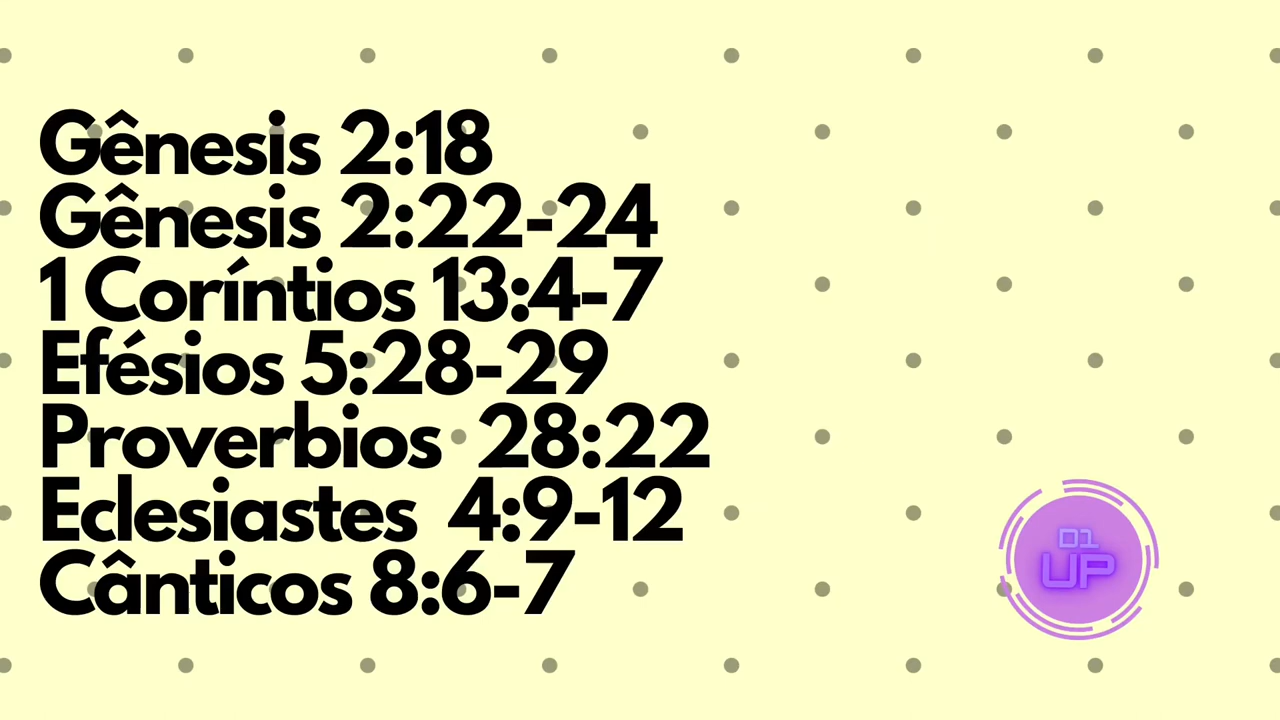 Gênesis 2:18
Gênesis 2:22-24
1 Coríntios 13:4-7
Efésios 5:28-29
Proverbios 28:22
Eclesiastes 4:9-12
Cânticos 8:6-7
D1
UP